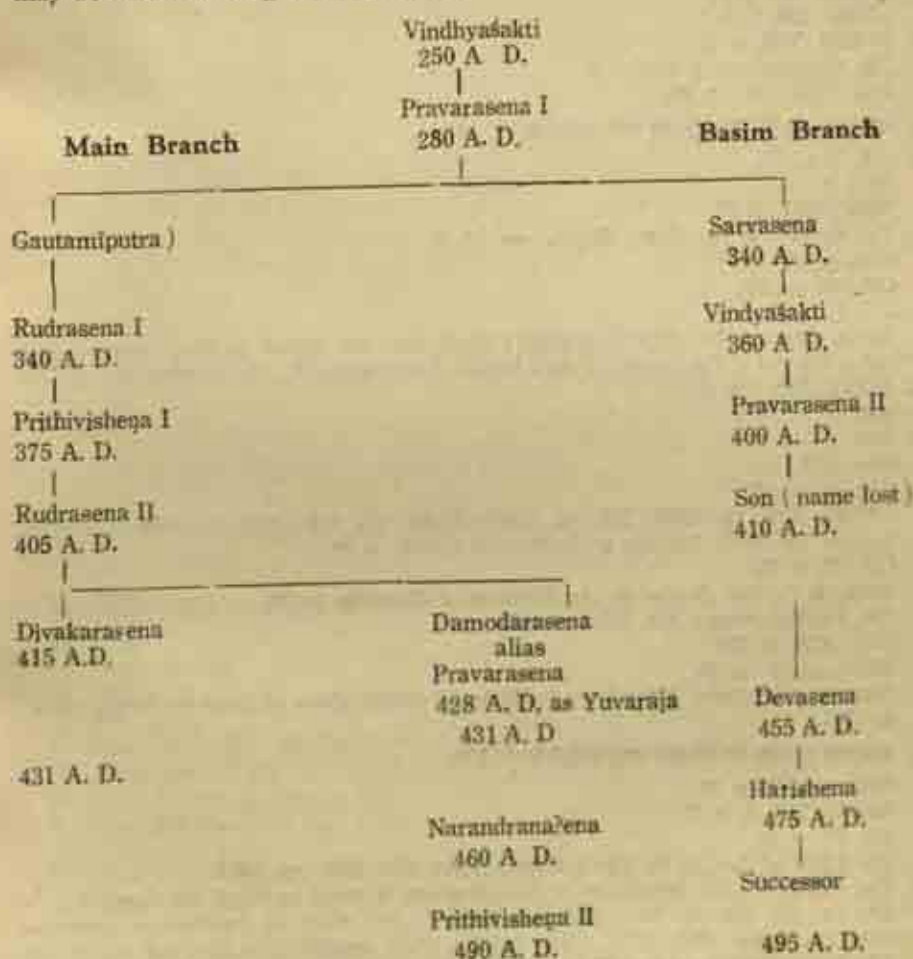 Vindhyaśakti
250 A D.
Pravarasena I
280 A. D.
Main Branch
Basim Branch
Gautamīputra )
Sarvasena
340 A. D.
Rudrasena I
340 A. D.
Vindyaśakti
360 A D.
Prithivisheṇa I
375 A. D.
Pravarasena II
400 A. D.
Rudrasena II
405 A. D.
Son ( name lost )
410 A. D.
Divakarasena
415 A.D.
Damodarasena
alias
Pravarasena
428 A. D. as Yuvaraja
431 A. D
Devasena
455 A. D.
431 A. D.
Harishena
475 A. D.
460 A D.
Successor
Prithivisheṇa II
490 A. D.
495 A. D.